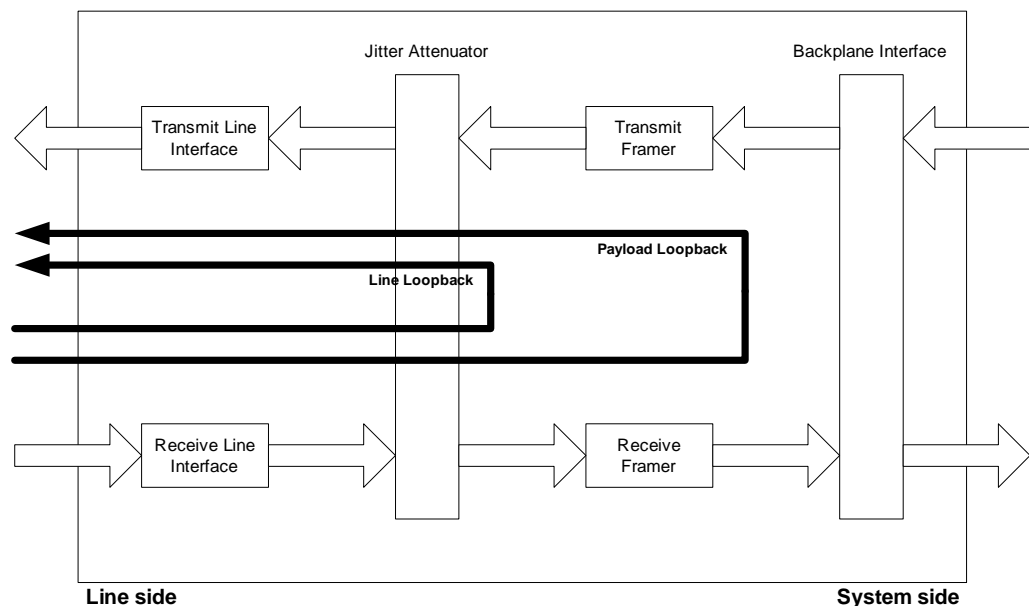 Jitter Attenuator
Backplane Interface
Transmit Line
Interface
Transmit
Framer
Payload Loopback
Line Loopback
Receive Line
Interface
Receive
Framer
Line side
System side